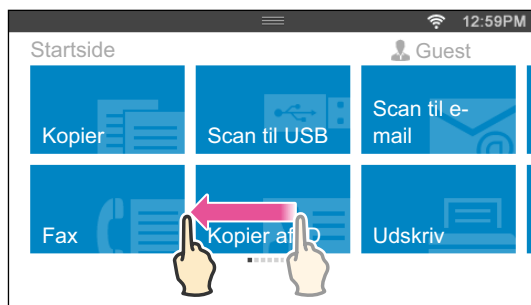 12:59PM
Startside
Guest
Kopier
Scan til USB
Scan til e-
mail
Fax
Kopier af
Udskriv